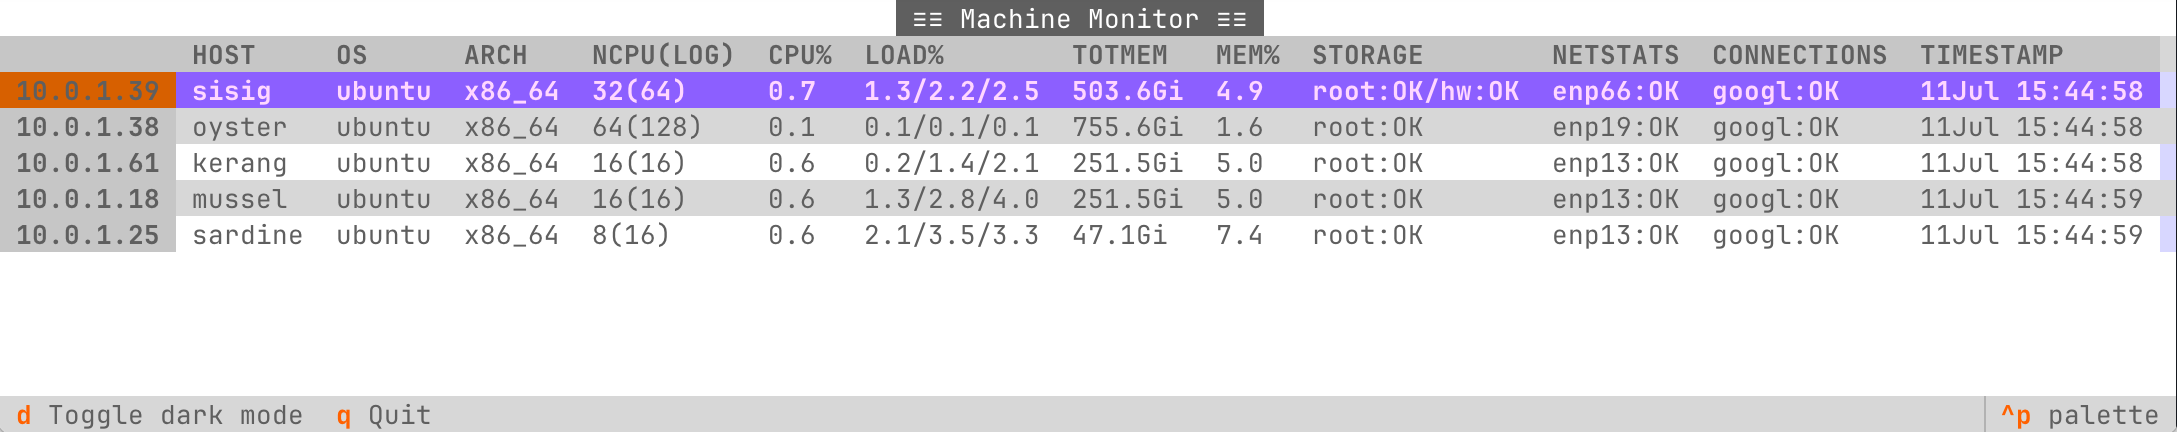 ≡≡ Machine Monitor ≡≡
HOST OS ARCH NCPU(LOG) CPU% LOAD% TOTMEM MEM% STORAGE NETSTATS CONNECTIONS TIMESTAMP
10.0.1.39 sisig ubuntu x86_64 32(64) 0.7 1.3/2.2/2.5 503.6Gi 4.9 root:OK/hw:OK enp66:OK googl:OK 11Jul 15:44:58
10.0.1.38 oyster ubuntu x86_64 64(128) 0.1 0.1/0.1/0.1 755.6Gi 1.6 root:OK enp19:OK googl:OK 11Jul 15:44:58
10.0.1.61 kerang ubuntu x86_64 16(16) 0.6 0.2/1.4/2.1 251.5Gi 5.0 root:OK enp13:OK googl:OK 11Jul 15:44:58
10.0.1.18 mussel ubuntu x86_64 16(16) 0.6 1.3/2.8/4.0 251.5Gi 5.0 root:OK enp13:OK googl:OK 11Jul 15:44:59
10.0.1.25 sardine ubuntu x86_64 8(16) 0.6 2.1/3.5/3.3 47.1Gi 7.4 root:OK enp13:OK googl:OK 11Jul 15:44:59
d Toggle dark mode q Quit ^p palette